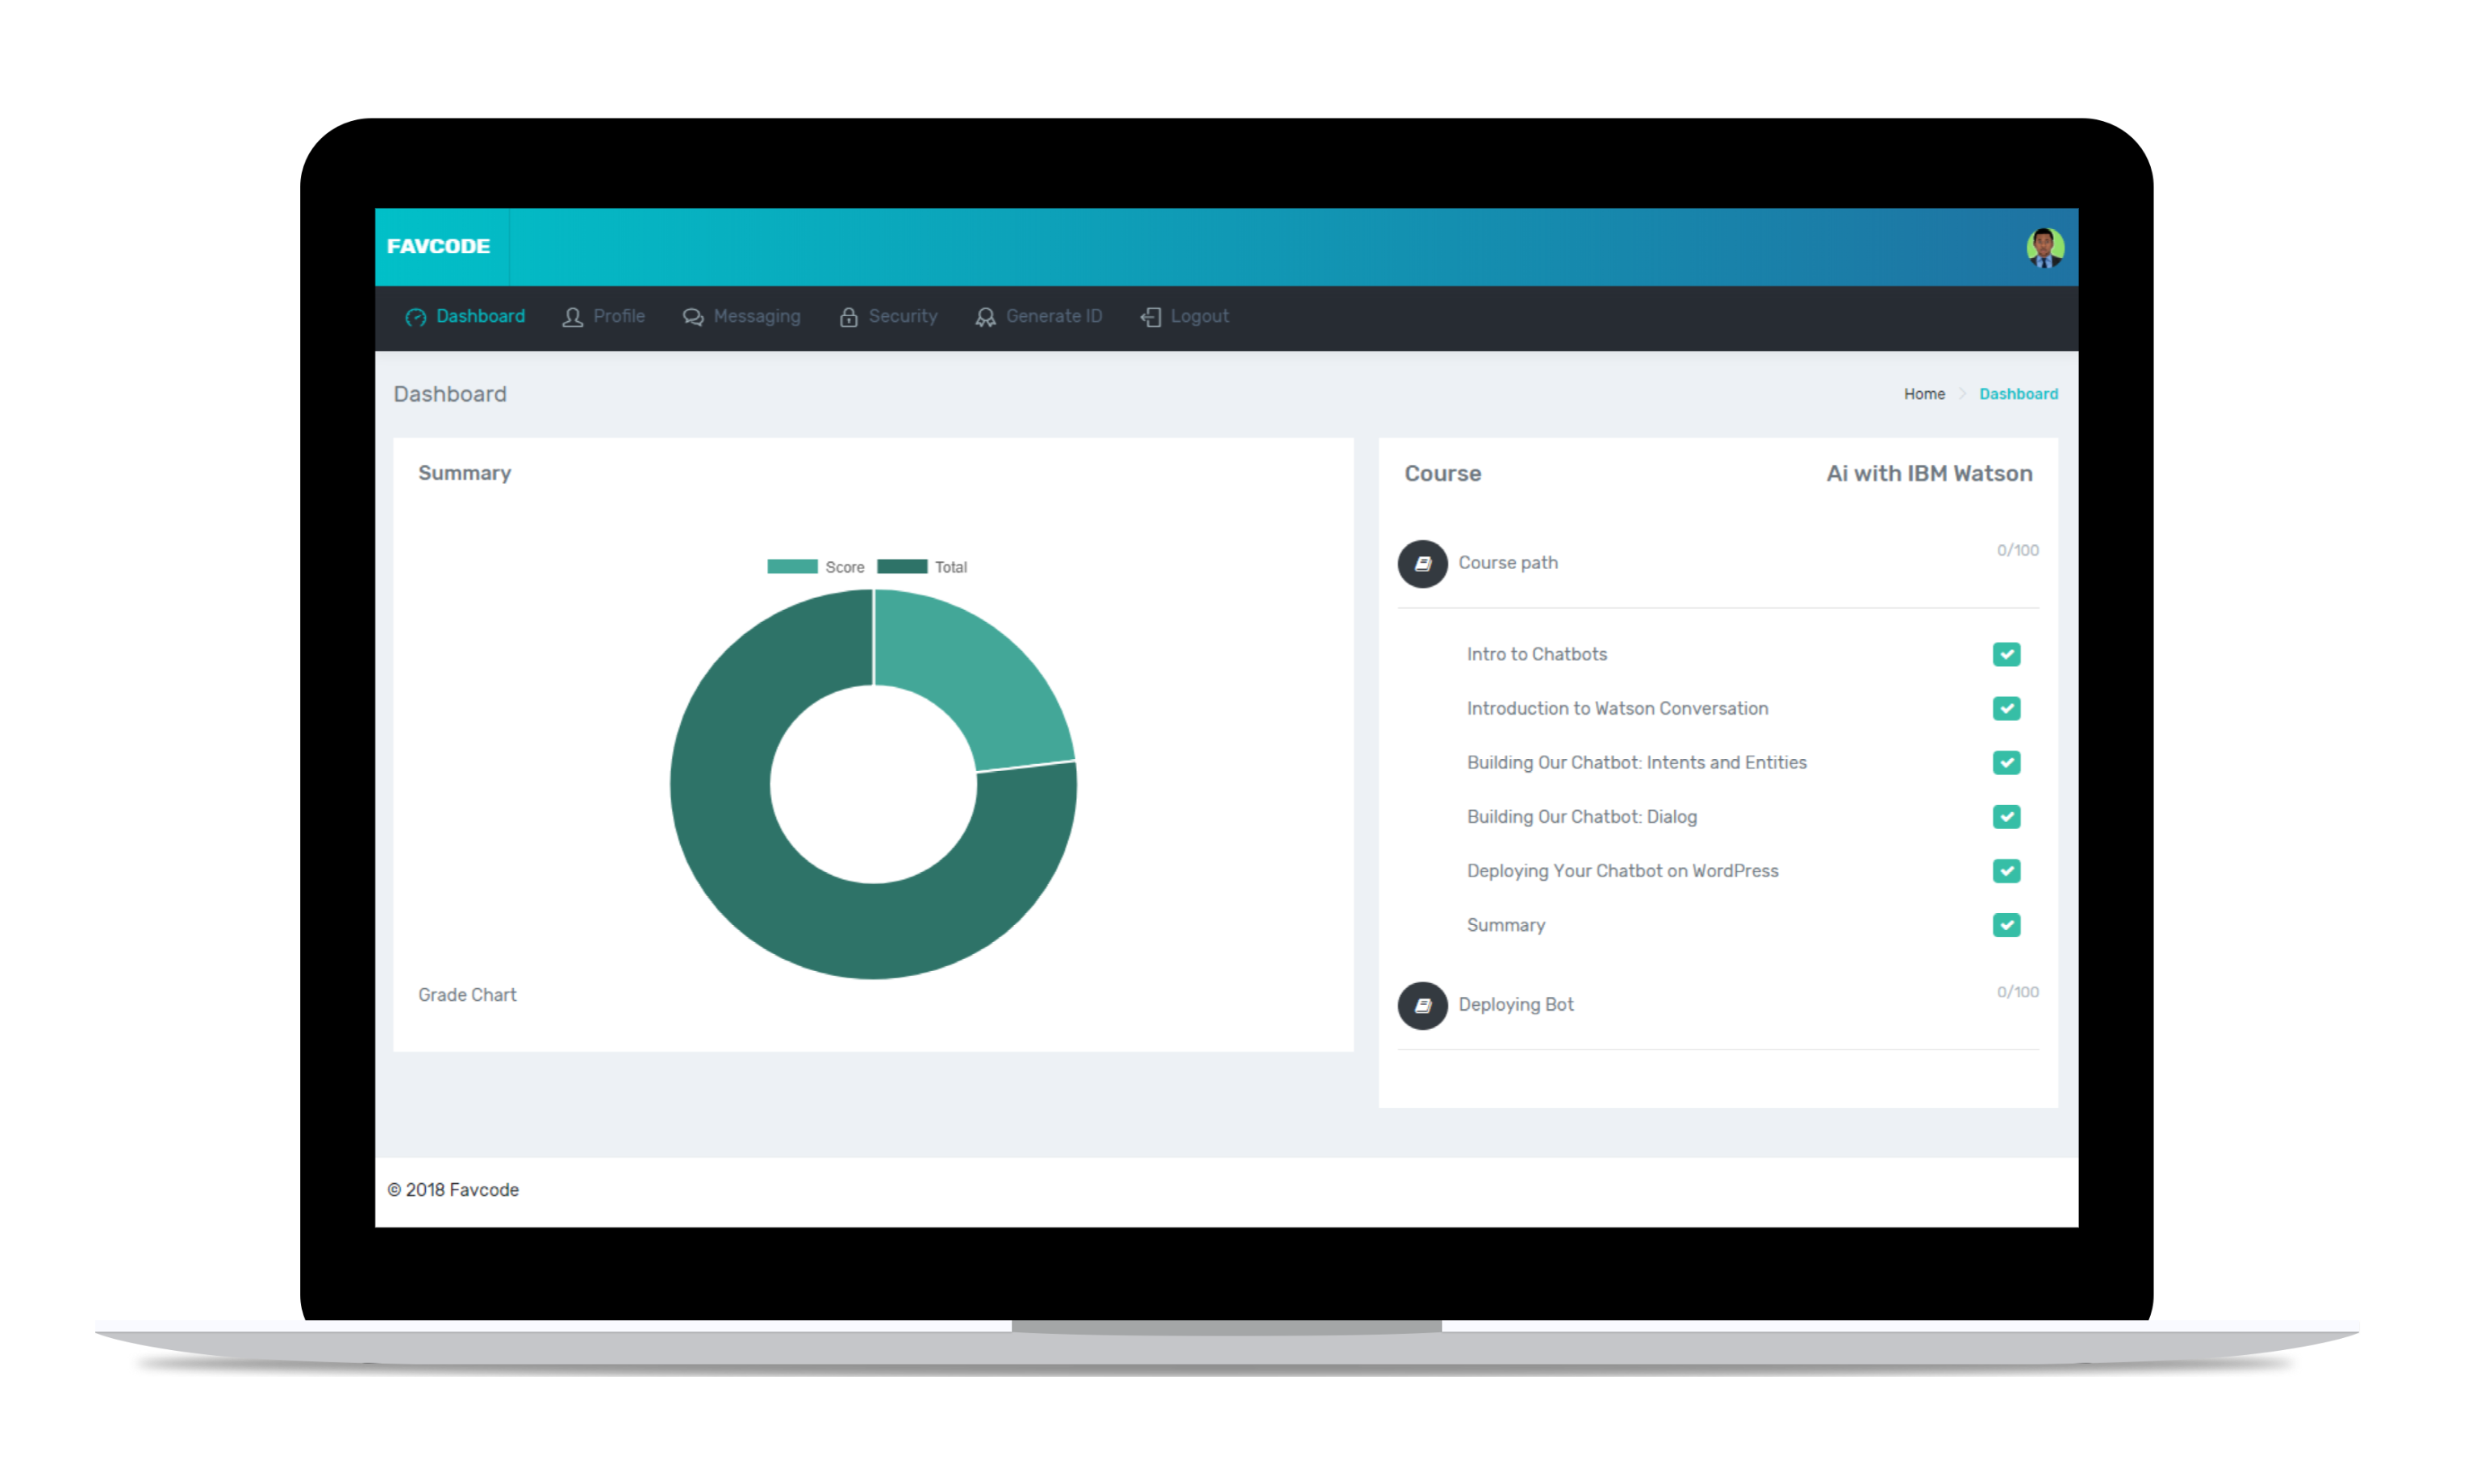 FAVCODE
Dashboard Profile Messaging Security Generate ID Logout
Dashboard
Home > Dashboard
Summary
Score Total
Grade Chart
Course Ai with IBM Watson
Course path 0/100
Intro to Chatbots
Introduction to Watson Conversation
Building Our Chatbot: Intents and Entities
Building Our Chatbot: Dialog
Deploying Your Chatbot on WordPress
Summary
Deploying Bot 0/100
© 2018 Favcode